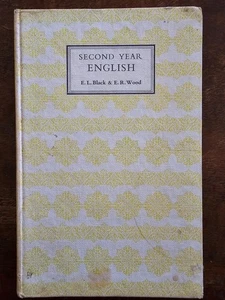 SECOND YEAR
ENGLISH
E. L. Black & E. R. Wood